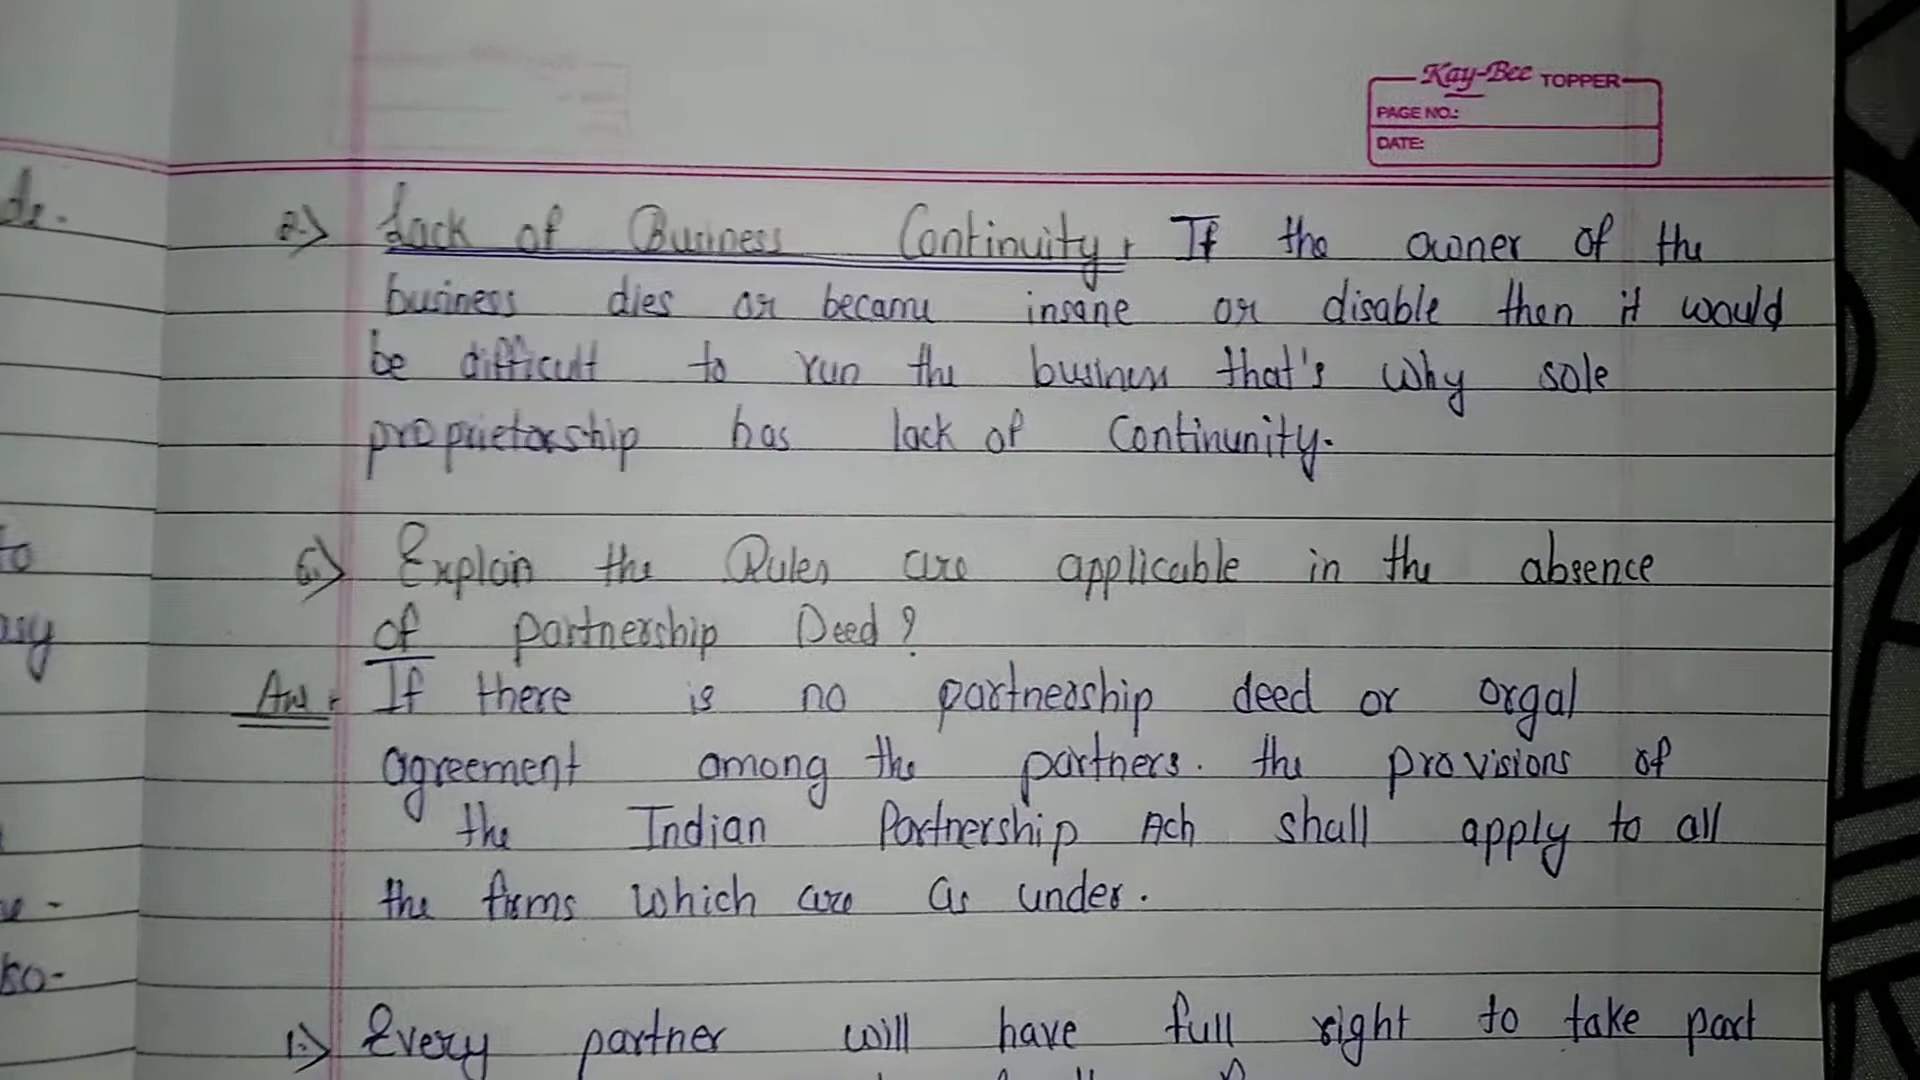 Kay-Bee TOPPER
PAGE NO.:
DATE:
de.
2.) Lack of Business Continuity, If the owner of the
business dies or became insane or disable then it would
be difficult to run the business that's why sole
proprietorship has lack of Continunity.
to
6.) Explain the Rules are applicable in the absence
of partnership Deed?
Ans If there is no partnership deed or orgal
agreement among the partners. the provisions of
the Indian Partnership Ach shall apply to all
the firms which are as under.
so-
1.) Every partner will have full right to take part